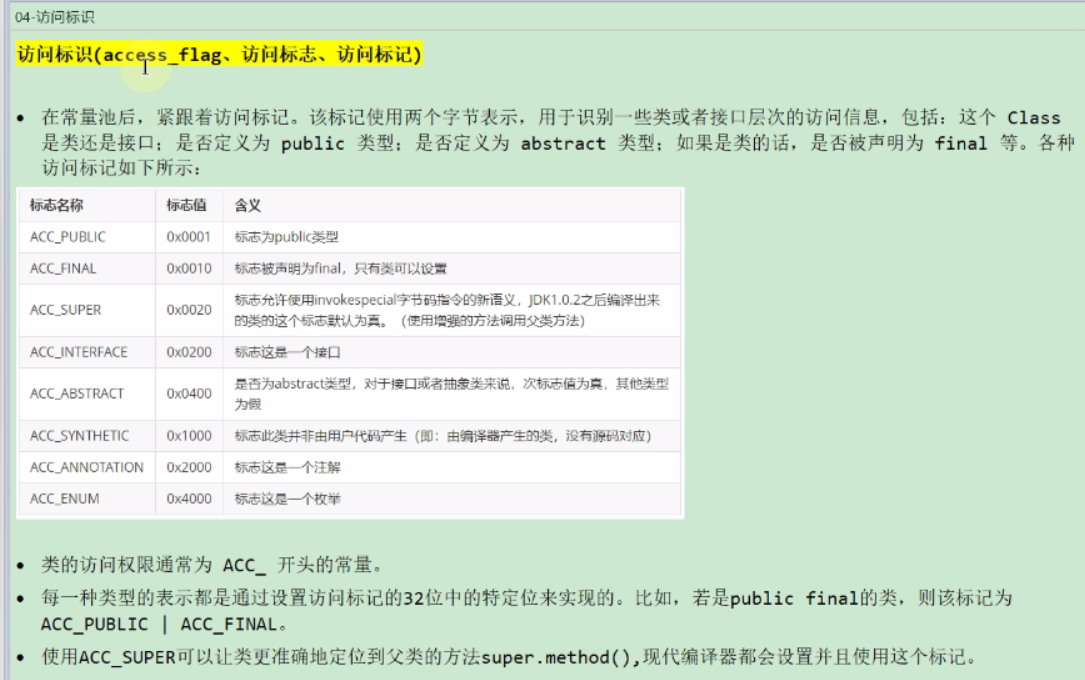 04-访问标识
访问标识(access_flag、访问标志、访问标记)
• 在常量池后，紧跟着访问标记。该标记使用两个字节表示，用于识别一些类或者接口层次的访问信息，包括：这个 Class
是类还是接口；是否定义为 public 类型；是否定义为 abstract 类型；如果是类的话，是否被声明为 final 等。各种
访问标记如下所示：
标志名称 标志值 含义
ACC_PUBLIC 0x0001 标志为public类型
ACC_FINAL 0x0010 标志被声明为final，只有类可以设置
ACC_SUPER 0x0020 标志允许使用invokespecial字节码指令的新语义，JDK1.0.2之后编译出来
的类的这个标志默认为真。（使用增强的方法调用父类方法）
ACC_INTERFACE 0x0200 标志这是一个接口
ACC_ABSTRACT 0x0400 是否为abstract类型，对于接口或者抽象类来说，次标志值为真，其他类型
为假
ACC_SYNTHETIC 0x1000 标志此类并非由用户代码产生（即：由编译器产生的类，没有源码对应）
ACC_ANNOTATION 0x2000 标志这是一个注解
ACC_ENUM 0x4000 标志这是一个枚举
• 类的访问权限通常为 ACC_ 开头的常量。
• 每一种类型的表示都是通过设置访问标记的32位中的特定位来实现的。比如，若是public final的类，则该标记为
ACC_PUBLIC | ACC_FINAL。
• 使用ACC_SUPER可以让类更准确地定位到父类的方法super.method(),现代编译器都会设置并且使用这个标记。